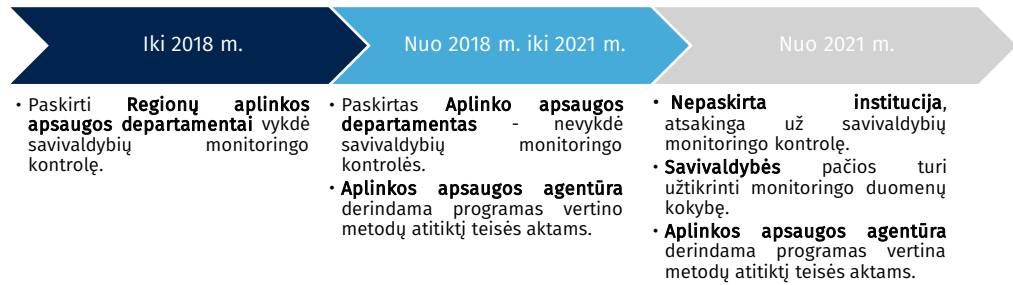 Iki 2018 m.
Nuo 2018 m. iki 2021 m.
Nuo 2021 m.
• Paskirti Regionų aplinkos
apsaugos departamentai vykdė
savivaldybių monitoringo
kontrolę.
• Paskirtas Aplinko apsaugos
departamentas - nevykdė
savivaldybių monitoringo
kontrolės.
• Aplinkos apsaugos agentūra
derindama programas vertino
metodų atitiktį teisės aktams.
• Nepaskirta institucija,
atsakinga už savivaldybių
monitoringo kontrolę.
• Savivaldybės pačios turi
užtikrinti monitoringo duomenų
kokybę.
• Aplinkos apsaugos agentūra
derindama programas vertina
metodų atitiktį teisės aktams.